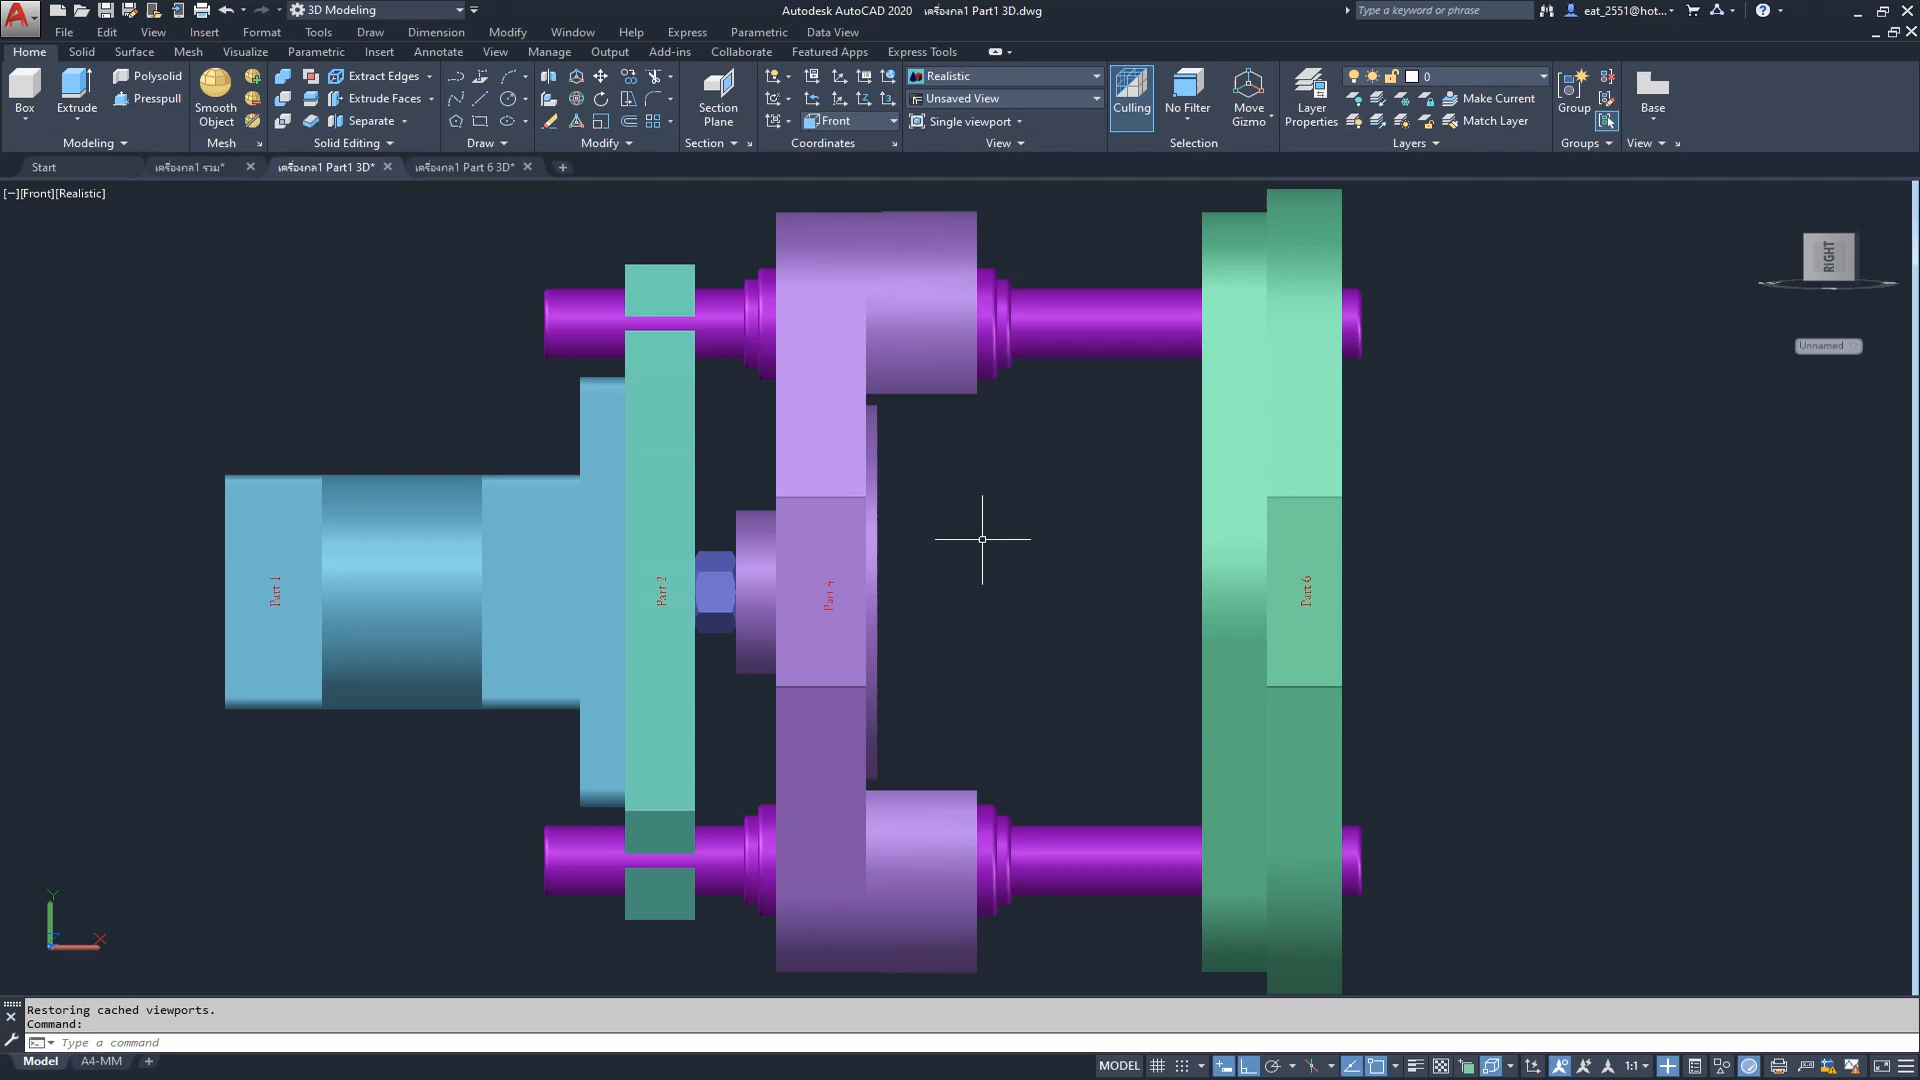 3D Modeling
Autodesk AutoCAD 2020 เครื่องกล1 Part1 3D.dwg
Type a keyword or phrase
eat_2551@hot...
File Edit View Insert Format Tools Draw Dimension Modify Window Help Express Parametric Data View
Home Solid Surface Mesh Visualize Parametric Insert Annotate View Manage Output Add-ins Collaborate Featured Apps Express Tools
Box
Extrude
Polysolid
Presspull
Modeling
Smooth
Object
Mesh
Extract Edges
Extrude Faces
Separate
Solid Editing
Draw
Modify
Section
Plane
Section
Front
Coordinates
Realistic
Unsaved View
Single viewport
View
Culling
No Filter
Move
Gizmo
Selection
Layer
Properties
0
Make Current
Match Layer
Layers
Group
Groups
Base
View
Start
เครื่องกล1 รวม*
เครื่องกล1 Part1 3D*
เครื่องกล1 Part 6 3D*
[−][Front][Realistic]
RIGHT
Unnamed
Part 1
Part 2
Part 6
Y
X
Restoring cached viewports.
Command:
Type a command
Model A4-MM
MODEL
1:1